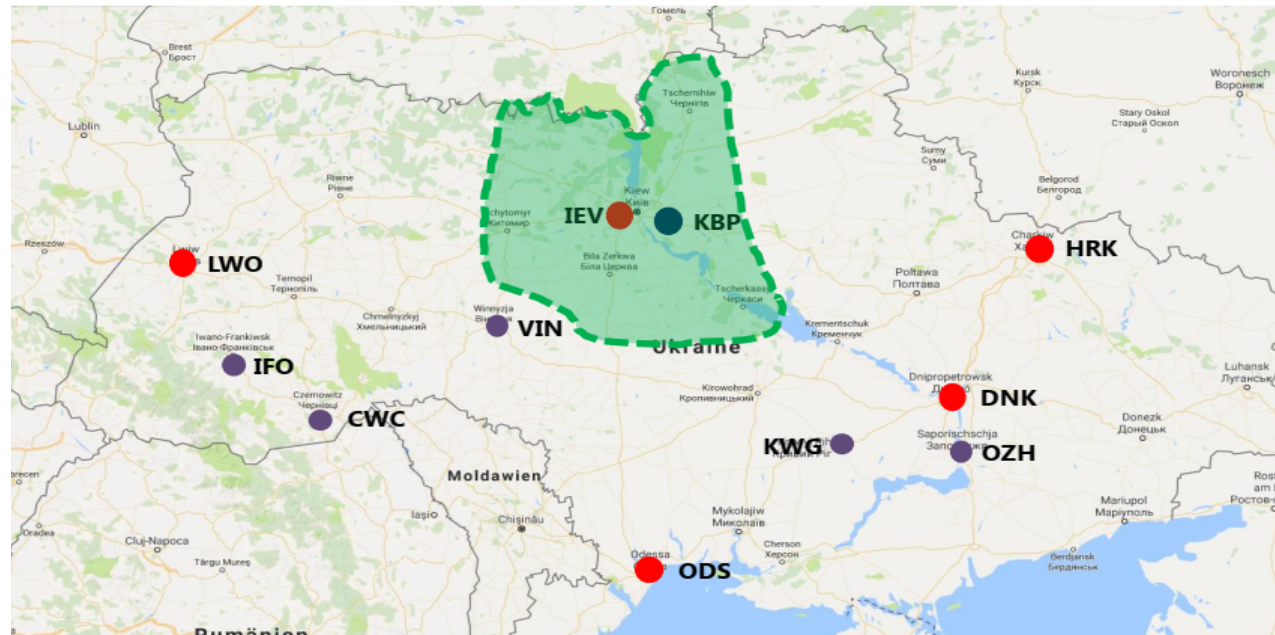 Гомель
Brest
Брэст
Kursk
Курск
Woronesch
Воронеж
Tschernihiw
Чернігів
Lublin
Stary Oskol
Старый Оскол
Sumy
Суми
Riwne
Рівне
Belgorod
Белгород
Kiew
Київ
IEV
KBP
chytomyr
Житомир
Rzeszów
Lwiw
LWO
Charkiw
HRK
Bila Zerkwa
Біла Церква
Ternopil
Тернопіль
Poltawa
Полтава
Tscherkassy
Черкаси
Chmelnyzkyj
Хмельницький
Winnyzja
VIN
Krementschuk
Кременчук
Ukraine
Iwano-Frankiwsk
Івано-Франківськ
IFO
Luhansk
Луганськ
Dnipropetrowsk
DNK
Kirowohrad
Кропивницький
Czernowitz
Чернівці
CWC
Donezk
Донецьк
Saporischschja
KWG
OZH
Кривий Ріг
Moldawien
Mariupol
Маріуполь
Ростов-
Iași
Chișinău
Mykolajiw
Миколаїв
Oradea
Cluj-Napoca
Cherson
Херсон
Berdjansk
Бердянськ
Târgu Mureș
Odessa
ODS
Rumänien